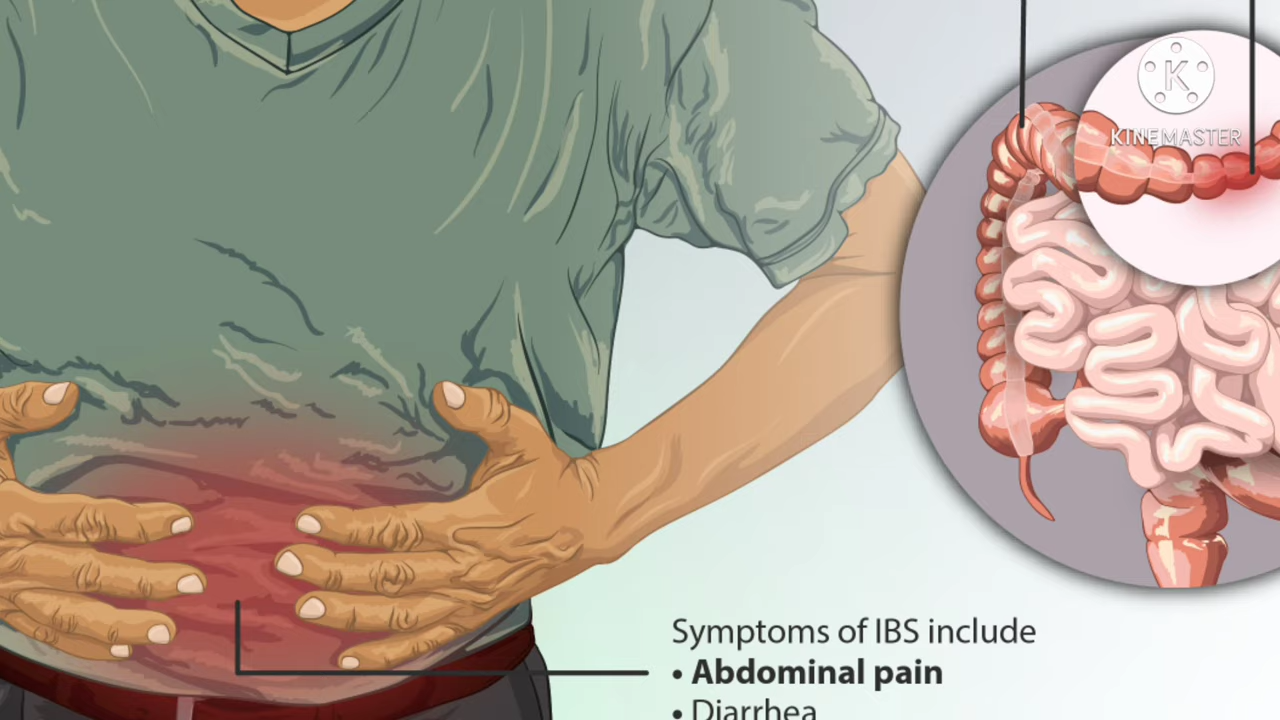 K
KINEMASTER
Symptoms of IBS include
• Abdominal pain
• Diarrhea